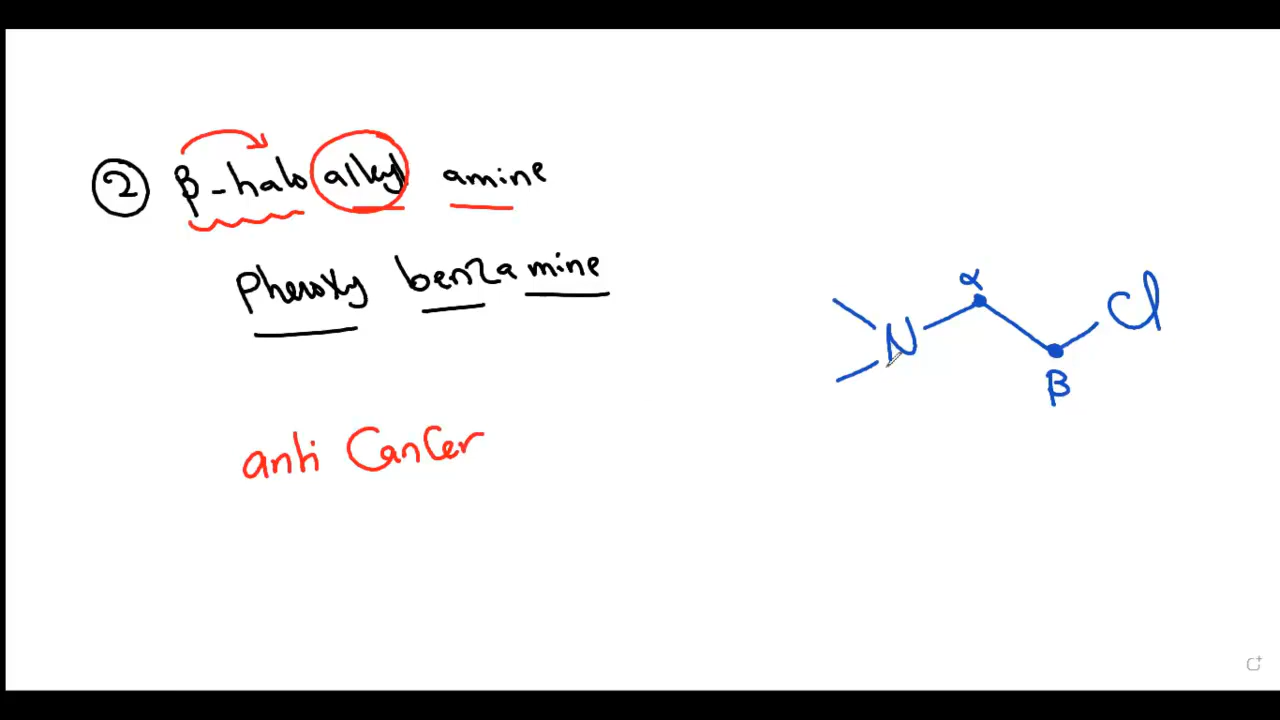 ② β-halo alkyl amine
Phenoxy benzamine
anti Cancer
α
N
Cl
β